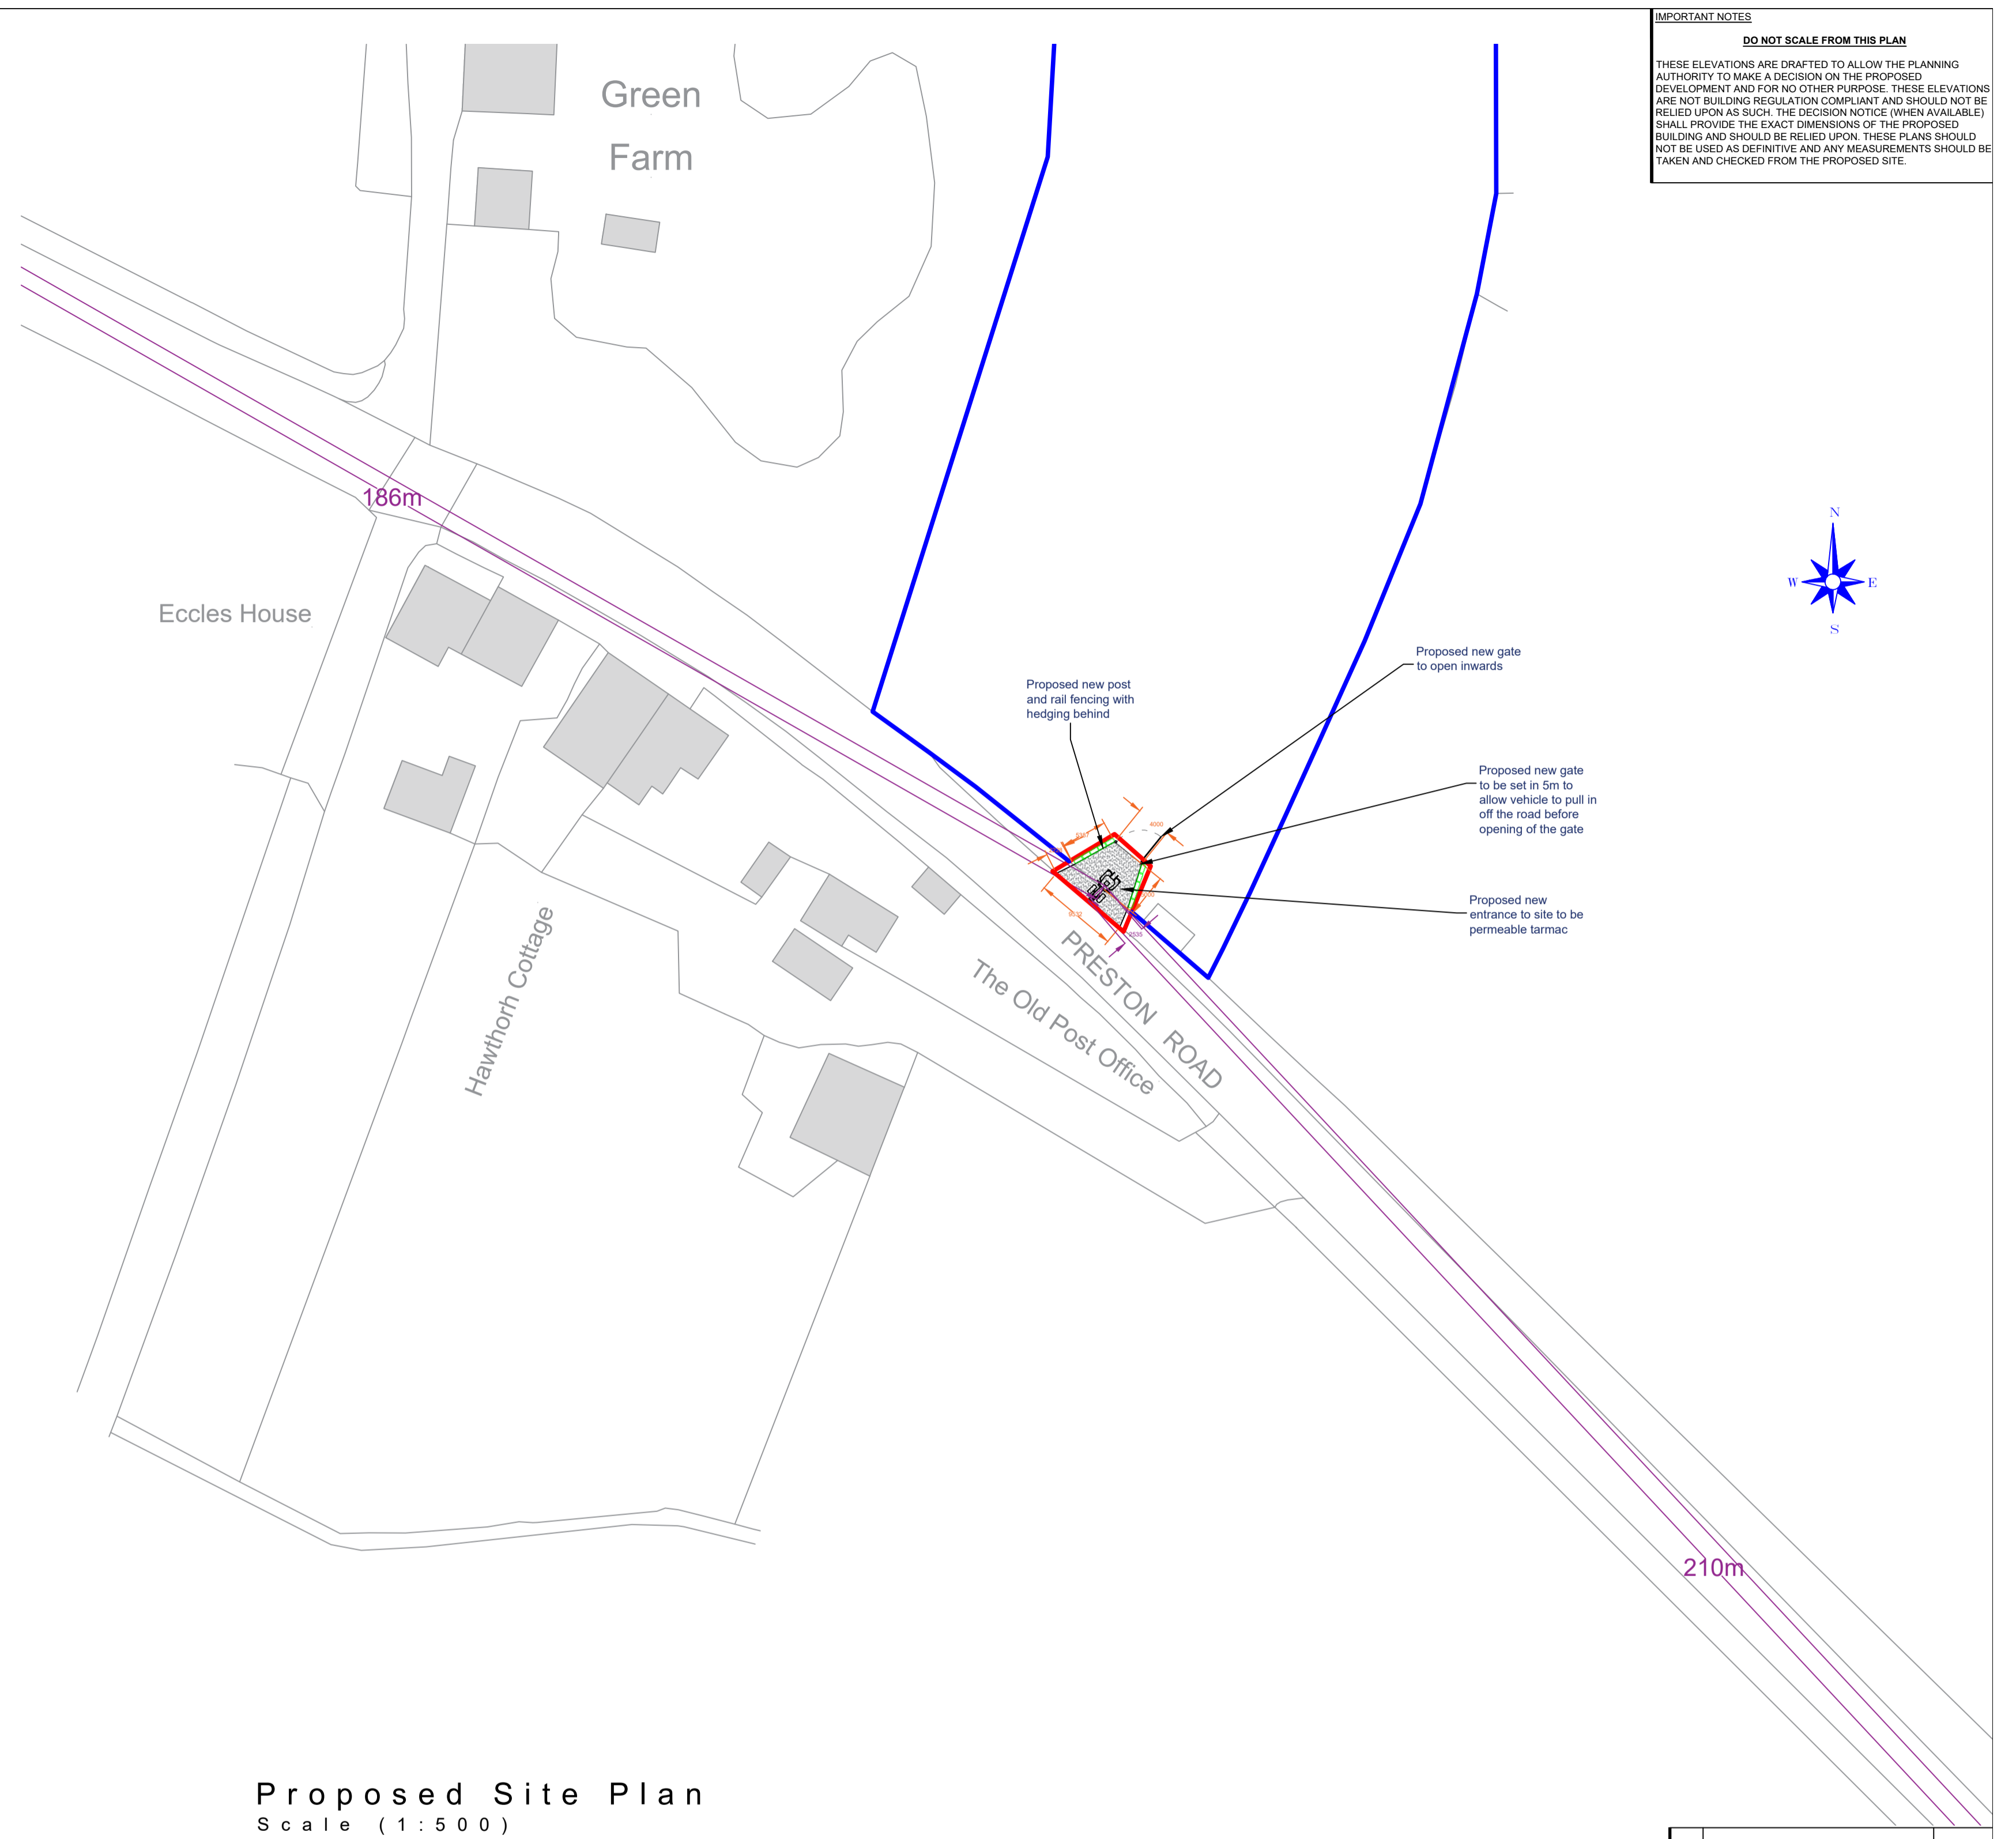 IMPORTANT NOTES
DO NOT SCALE FROM THIS PLAN
THESE ELEVATIONS ARE DRAFTED TO ALLOW THE PLANNING
AUTHORITY TO MAKE A DECISION ON THE PROPOSED
DEVELOPMENT AND FOR NO OTHER PURPOSE. THESE ELEVATIONS
ARE NOT BUILDING REGULATION COMPLIANT AND SHOULD NOT BE
RELIED UPON AS SUCH. THE DECISION NOTICE (WHEN AVAILABLE)
SHALL PROVIDE THE EXACT DIMENSIONS OF THE PROPOSED
BUILDING AND SHOULD BE RELIED UPON. THESE PLANS SHOULD
NOT BE USED AS DEFINITIVE AND ANY MEASUREMENTS SHOULD BE
TAKEN AND CHECKED FROM THE PROPOSED SITE.
Green
Farm
186m
N
W
E
S
Eccles House
Proposed new gate
to open inwards
Proposed new post
and rail fencing with
hedging behind
Proposed new gate
to be set in 5m to
allow vehicle to pull in
off the road before
opening of the gate
4000
Proposed new
entrance to site to be
permeable tarmac
2535
Hawthorh Cottage
PRESTON ROAD
The Old Post Office
210m
Proposed Site Plan
Scale (1:500)